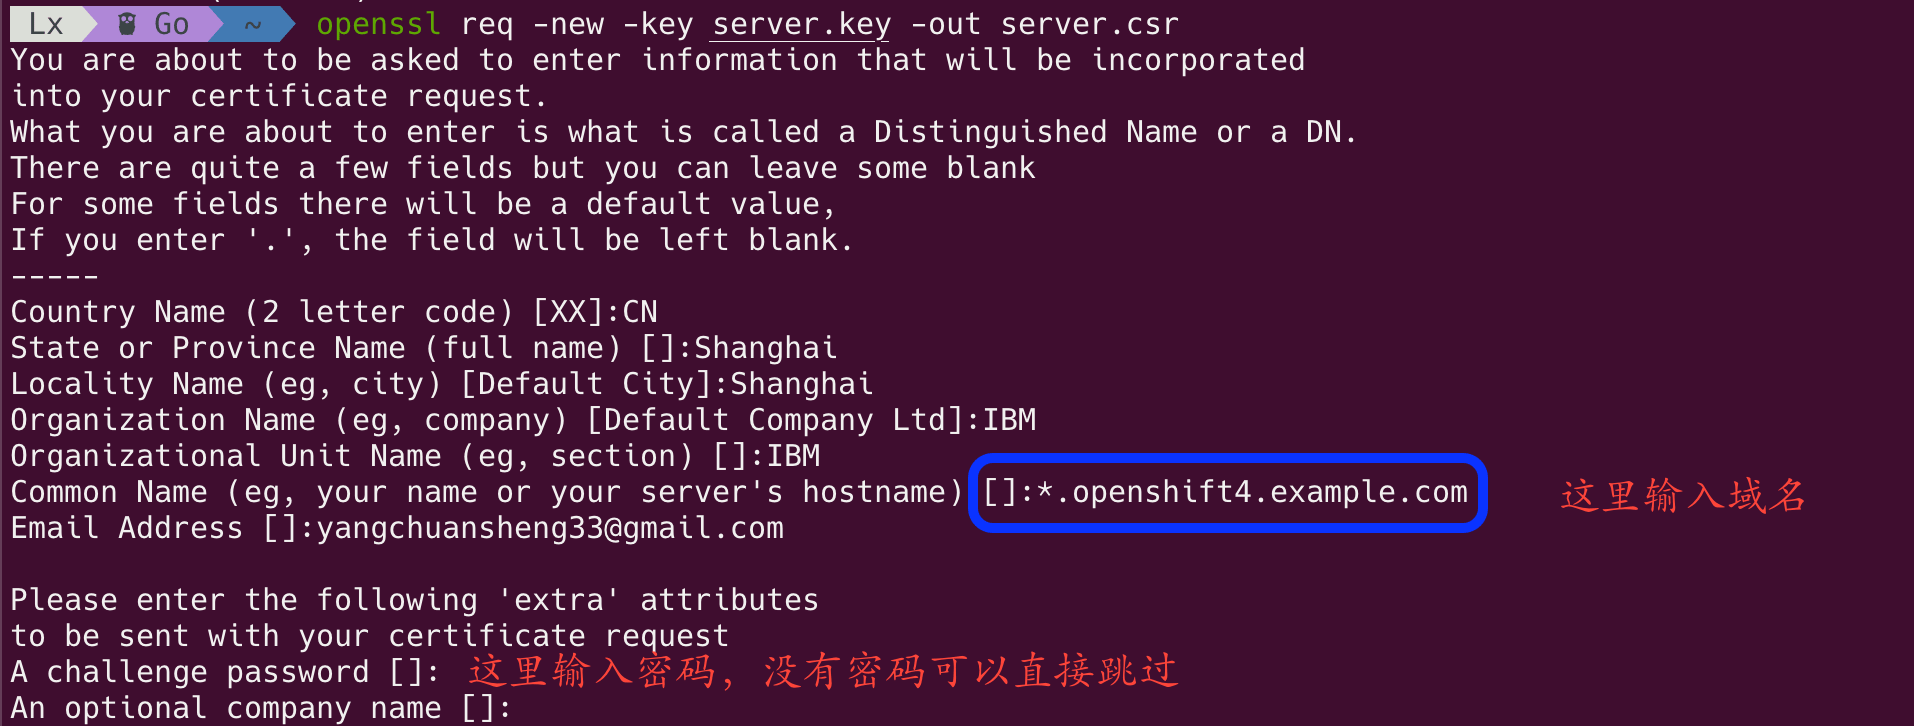 Lx Go ~ openssl req -new -key server.key -out server.csr
You are about to be asked to enter information that will be incorporated
into your certificate request.
What you are about to enter is what is called a Distinguished Name or a DN.
There are quite a few fields but you can leave some blank
For some fields there will be a default value,
If you enter '.', the field will be left blank.
-----
Country Name (2 letter code) [XX]:CN
State or Province Name (full name) []:Shanghai
Locality Name (eg, city) [Default City]:Shanghai
Organization Name (eg, company) [Default Company Ltd]:IBM
Organizational Unit Name (eg, section) []:IBM
Common Name (eg, your name or your server's hostname) []:*.openshift4.example.com 这里输入域名
Email Address []:yangchuansheng33@gmail.com
Please enter the following 'extra' attributes
to be sent with your certificate request
A challenge password []: 这里输入密码，没有密码可以直接跳过
An optional company name []: